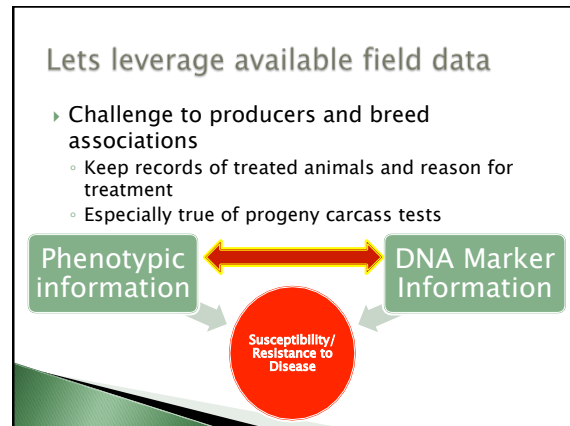 Lets leverage available field data
Challenge to producers and breed
associations
Keep records of treated animals and reason for
treatment
Especially true of progeny carcass tests
Phenotypic
information
DNA Marker
Information
Susceptibility/
Resistance to
Disease